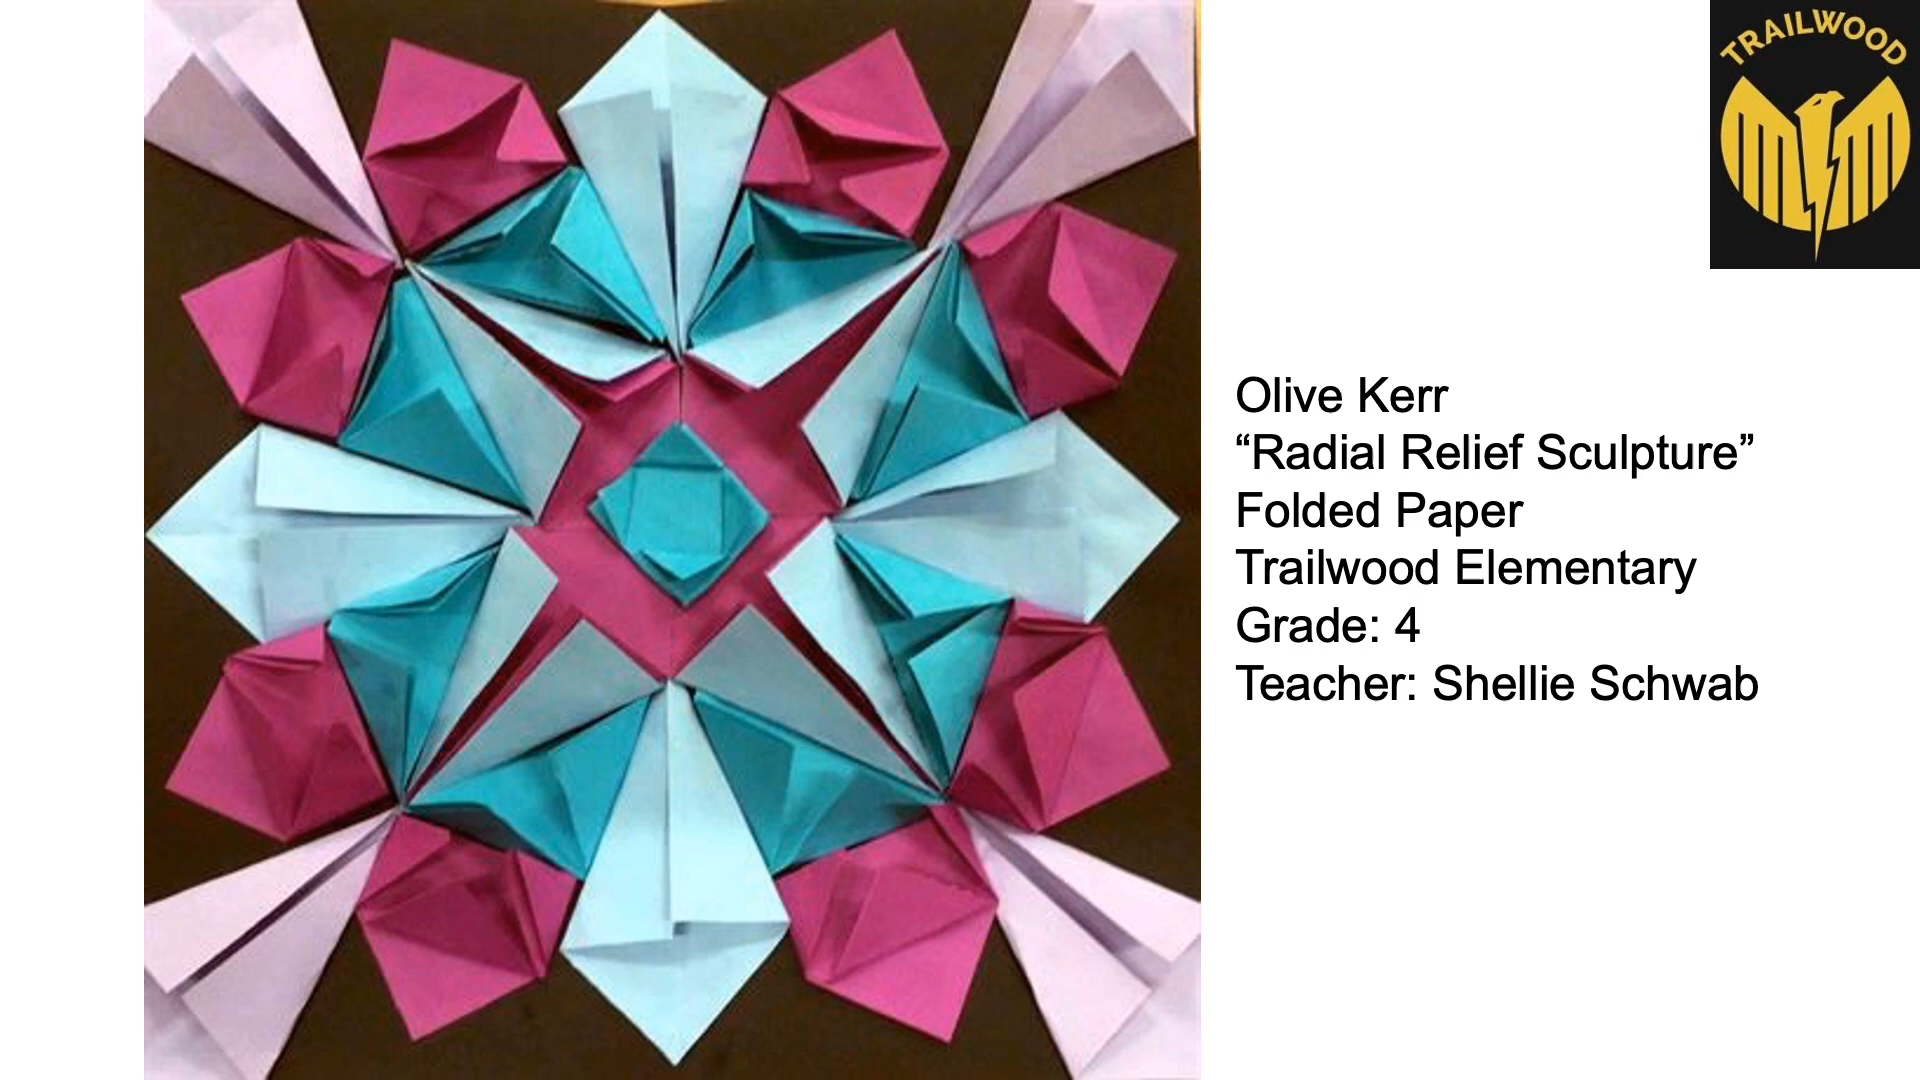 TRAILWOOD
Olive Kerr
“Radial Relief Sculpture”
Folded Paper
Trailwood Elementary
Grade: 4
Teacher: Shellie Schwab